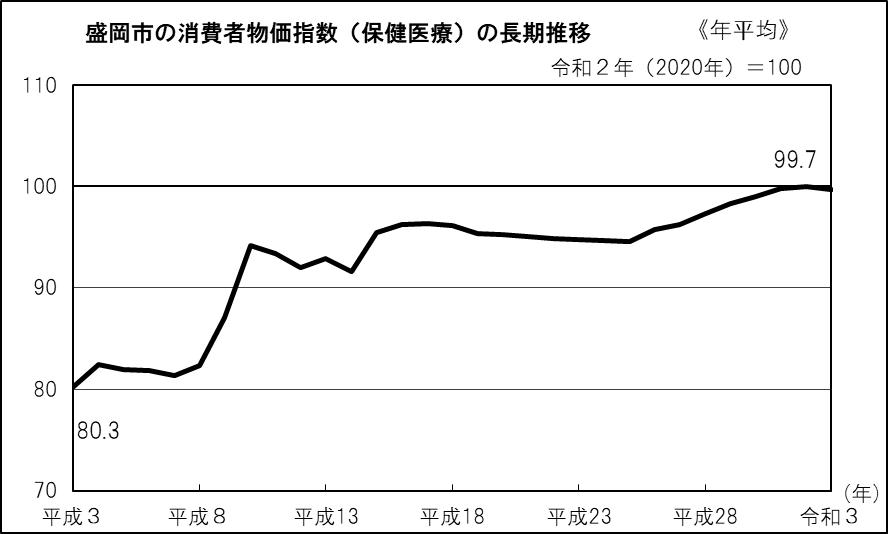 盛岡市の消費者物価指数（保健医療）の長期推移 《年平均》
令和２年（2020年）＝100
110
99.7
100
90
80
80.3
70
（年）
平成３ 平成８ 平成13 平成18 平成23 平成28 令和３